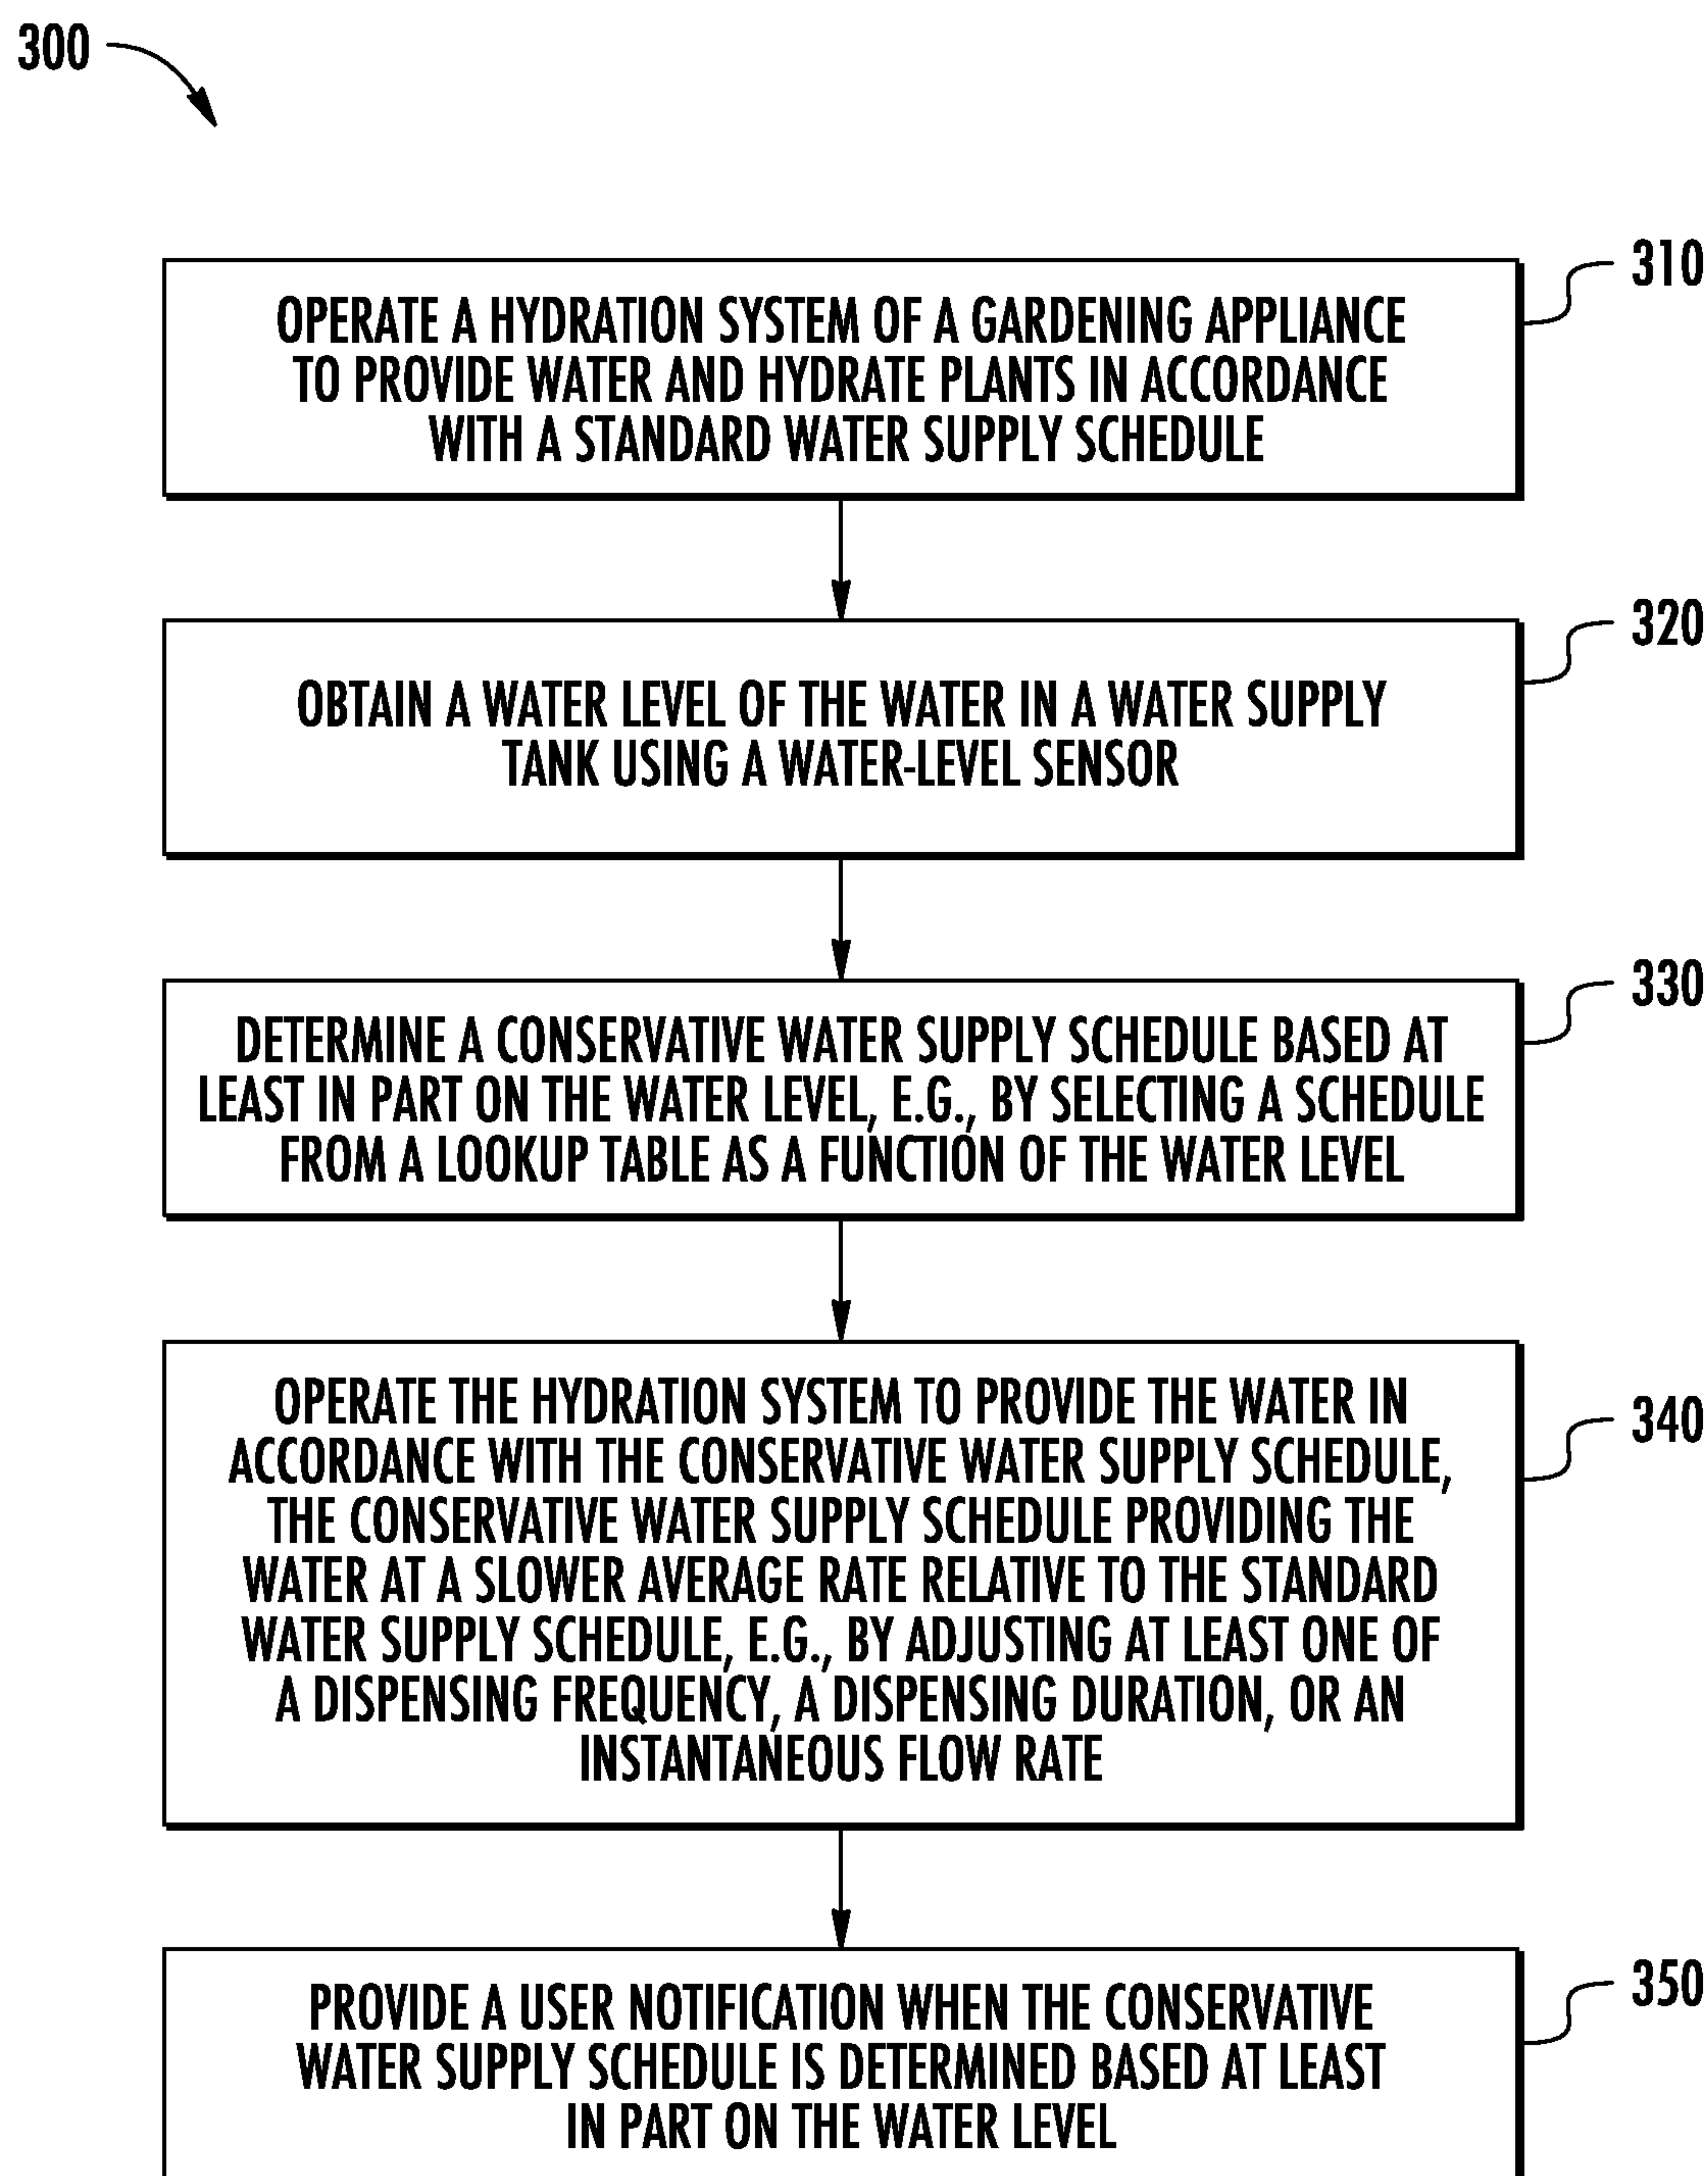 300
310
OPERATE A HYDRATION SYSTEM OF A GARDENING APPLIANCE
TO PROVIDE WATER AND HYDRATE PLANTS IN ACCORDANCE
WITH A STANDARD WATER SUPPLY SCHEDULE
320
OBTAIN A WATER LEVEL OF THE WATER IN A WATER SUPPLY
TANK USING A WATER-LEVEL SENSOR
330
DETERMINE A CONSERVATIVE WATER SUPPLY SCHEDULE BASED AT
LEAST IN PART ON THE WATER LEVEL, E.G., BY SELECTING A SCHEDULE
FROM A LOOKUP TABLE AS A FUNCTION OF THE WATER LEVEL
340
OPERATE THE HYDRATION SYSTEM TO PROVIDE THE WATER IN
ACCORDANCE WITH THE CONSERVATIVE WATER SUPPLY SCHEDULE,
THE CONSERVATIVE WATER SUPPLY SCHEDULE PROVIDING THE
WATER AT A SLOWER AVERAGE RATE RELATIVE TO THE STANDARD
WATER SUPPLY SCHEDULE, E.G., BY ADJUSTING AT LEAST ONE OF
A DISPENSING FREQUENCY, A DISPENSING DURATION, OR AN
INSTANTANEOUS FLOW RATE
350
PROVIDE A USER NOTIFICATION WHEN THE CONSERVATIVE
WATER SUPPLY SCHEDULE IS DETERMINED BASED AT LEAST
IN PART ON THE WATER LEVEL